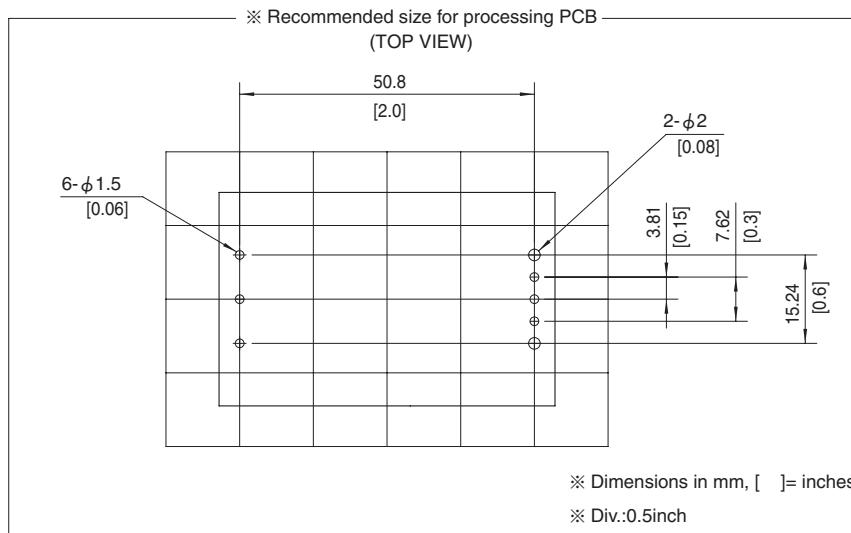 ※ Recommended size for processing PCB
(TOP VIEW)
50.8
[2.0]
2-φ2
[0.08]
6-φ1.5
[0.06]
3.81
[0.15]
7.62
[0.3]
15.24
[0.6]
※ Dimensions in mm, [ ]= inches
※ Div.:0.5inch